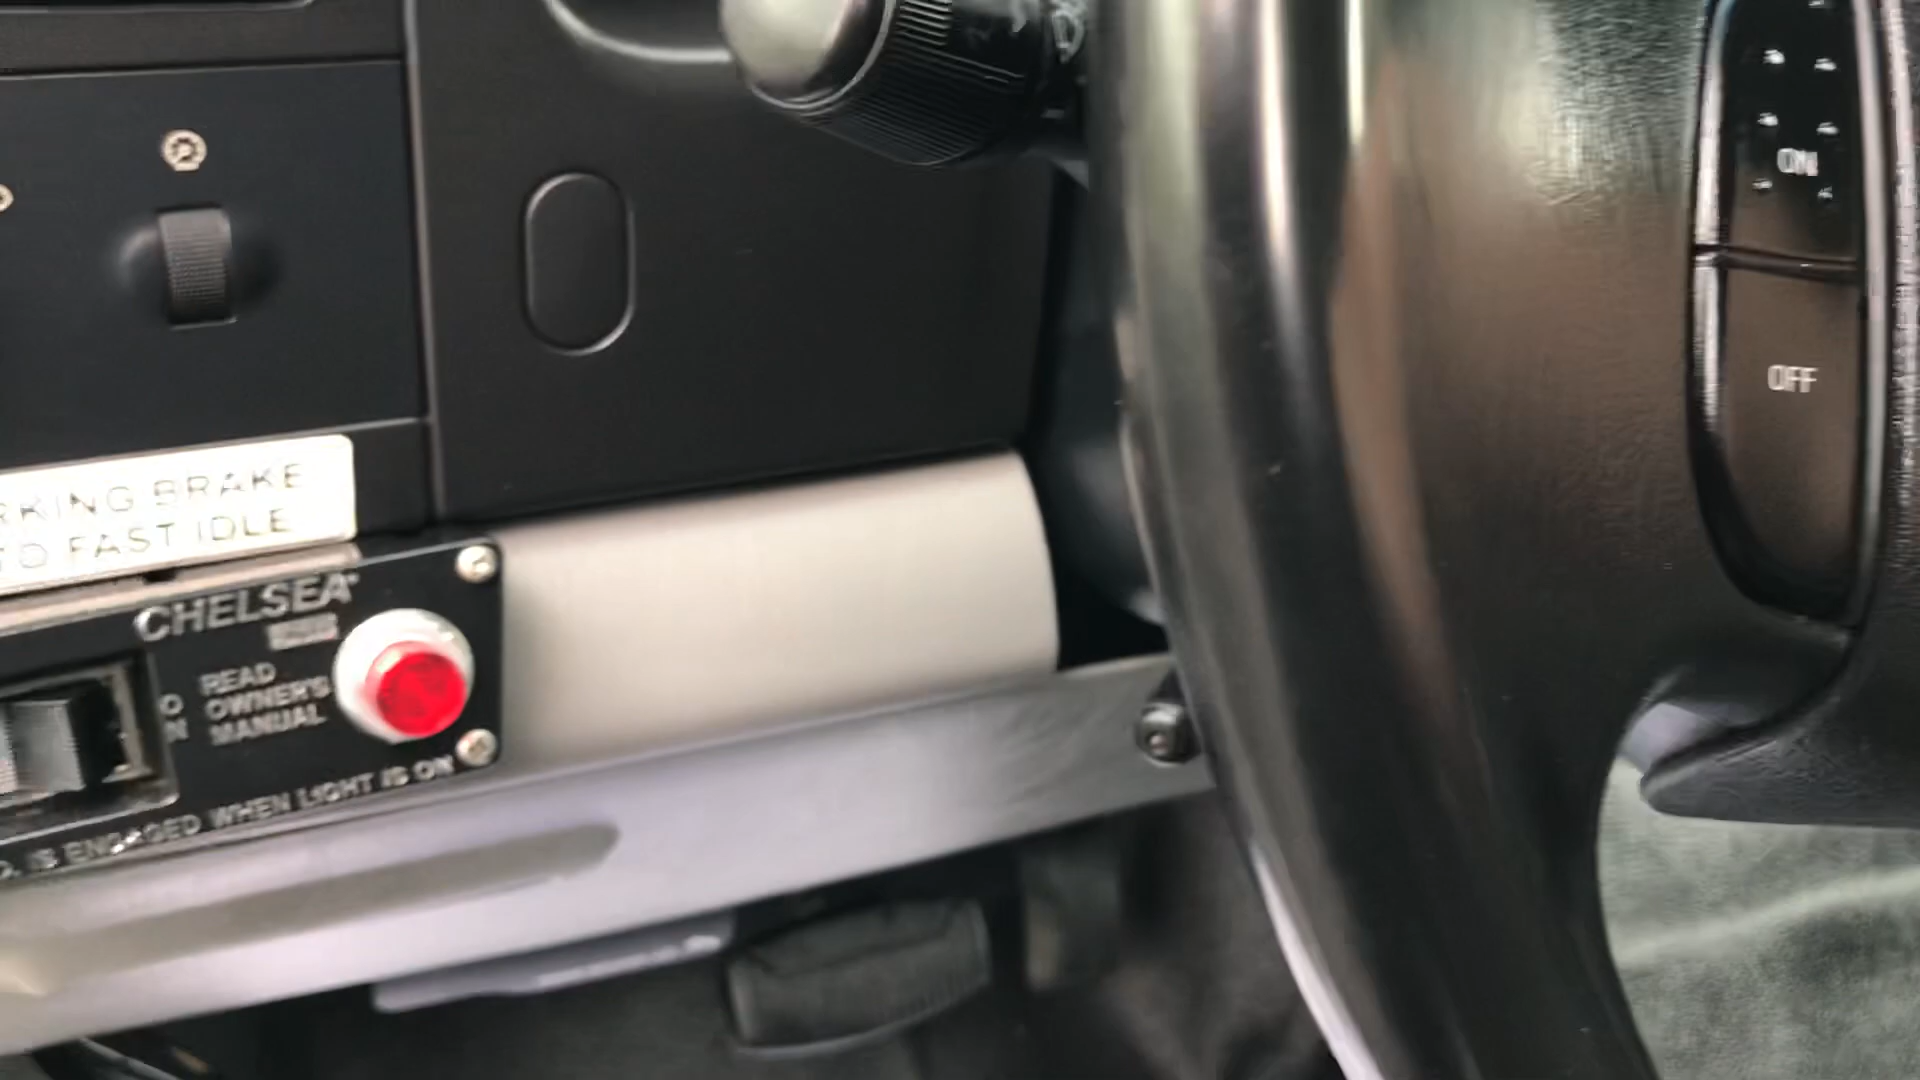 ON
OFF
RKING BRAKE
TO FAST IDLE
CHELSEA
READ
OWNER'S
MANUAL
O
N
O. IS ENGAGED WHEN LIGHT IS ON